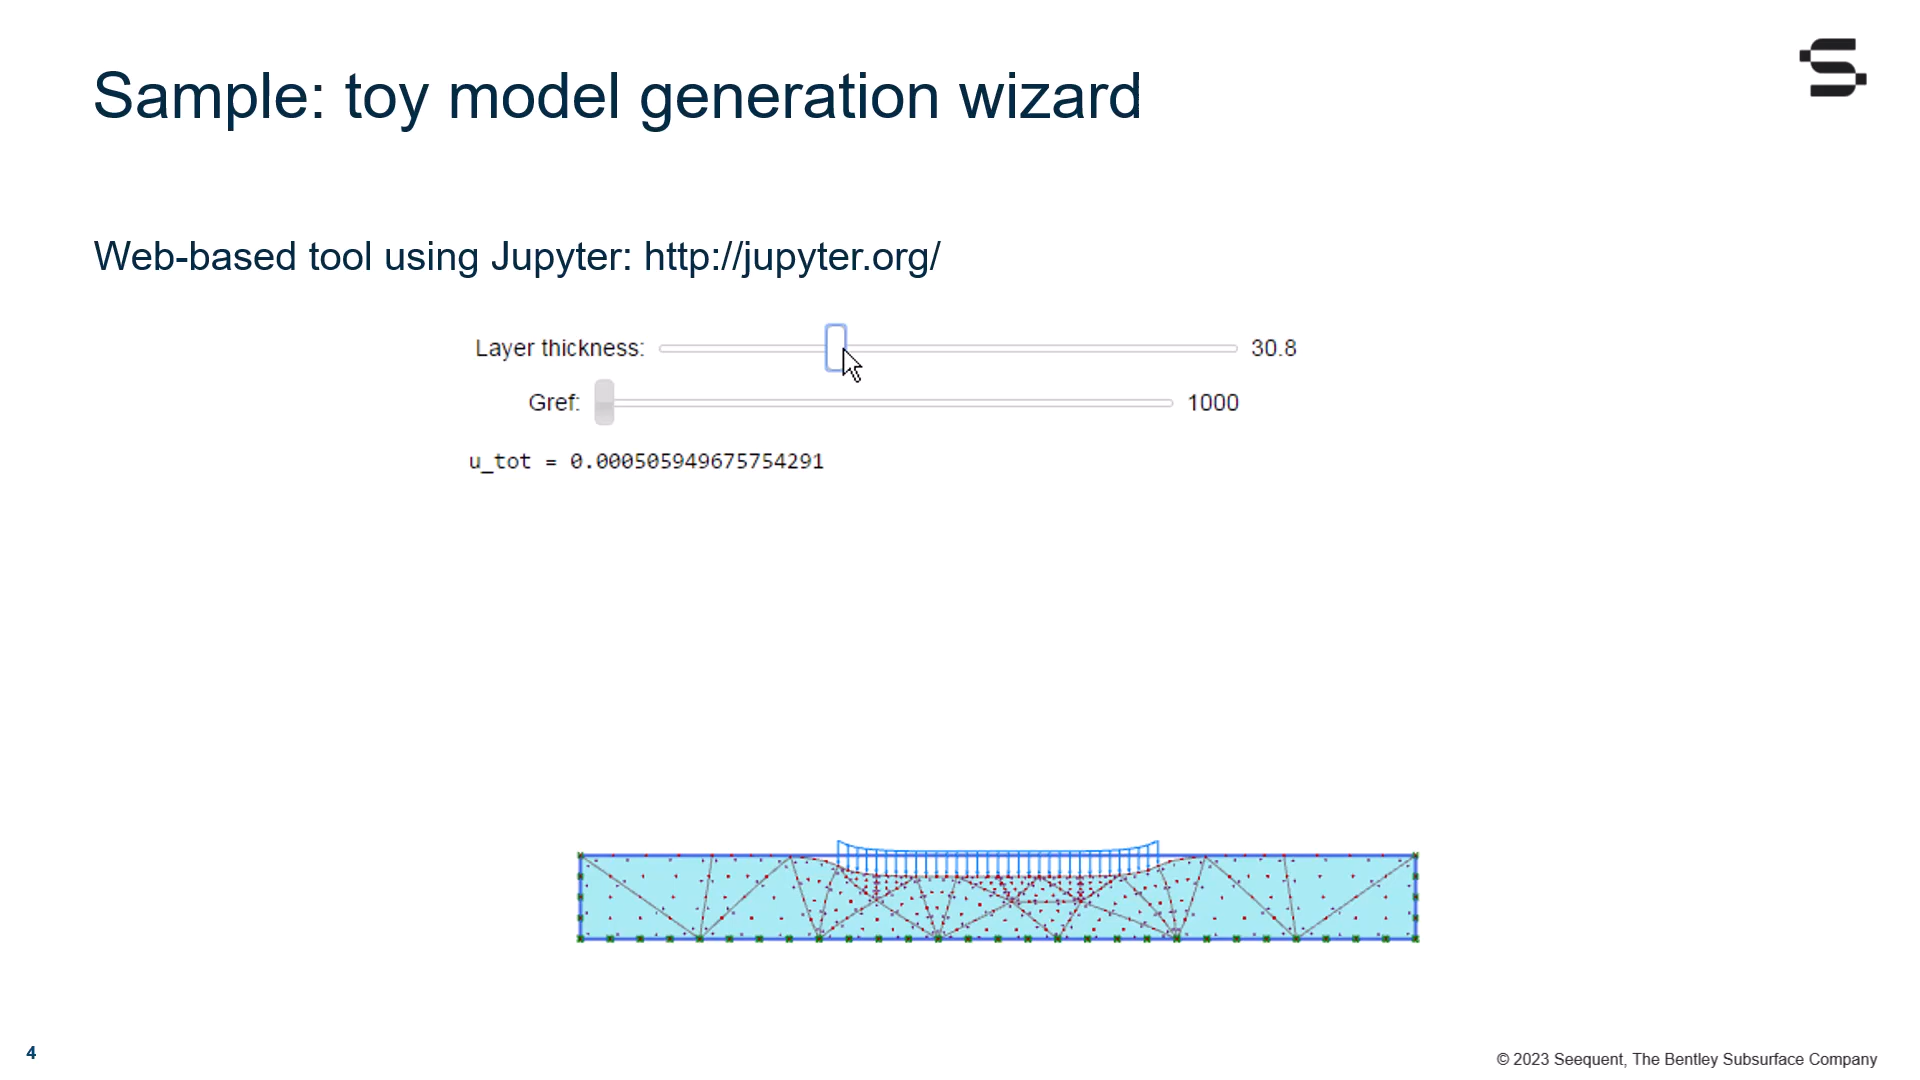 Sample: toy model generation wizard
Web-based tool using Jupyter: http://jupyter.org/
Layer thickness: 30.8
Gref: 1000
u_tot = 0.000505949675754291
4
© 2023 Seequent, The Bentley Subsurface Company